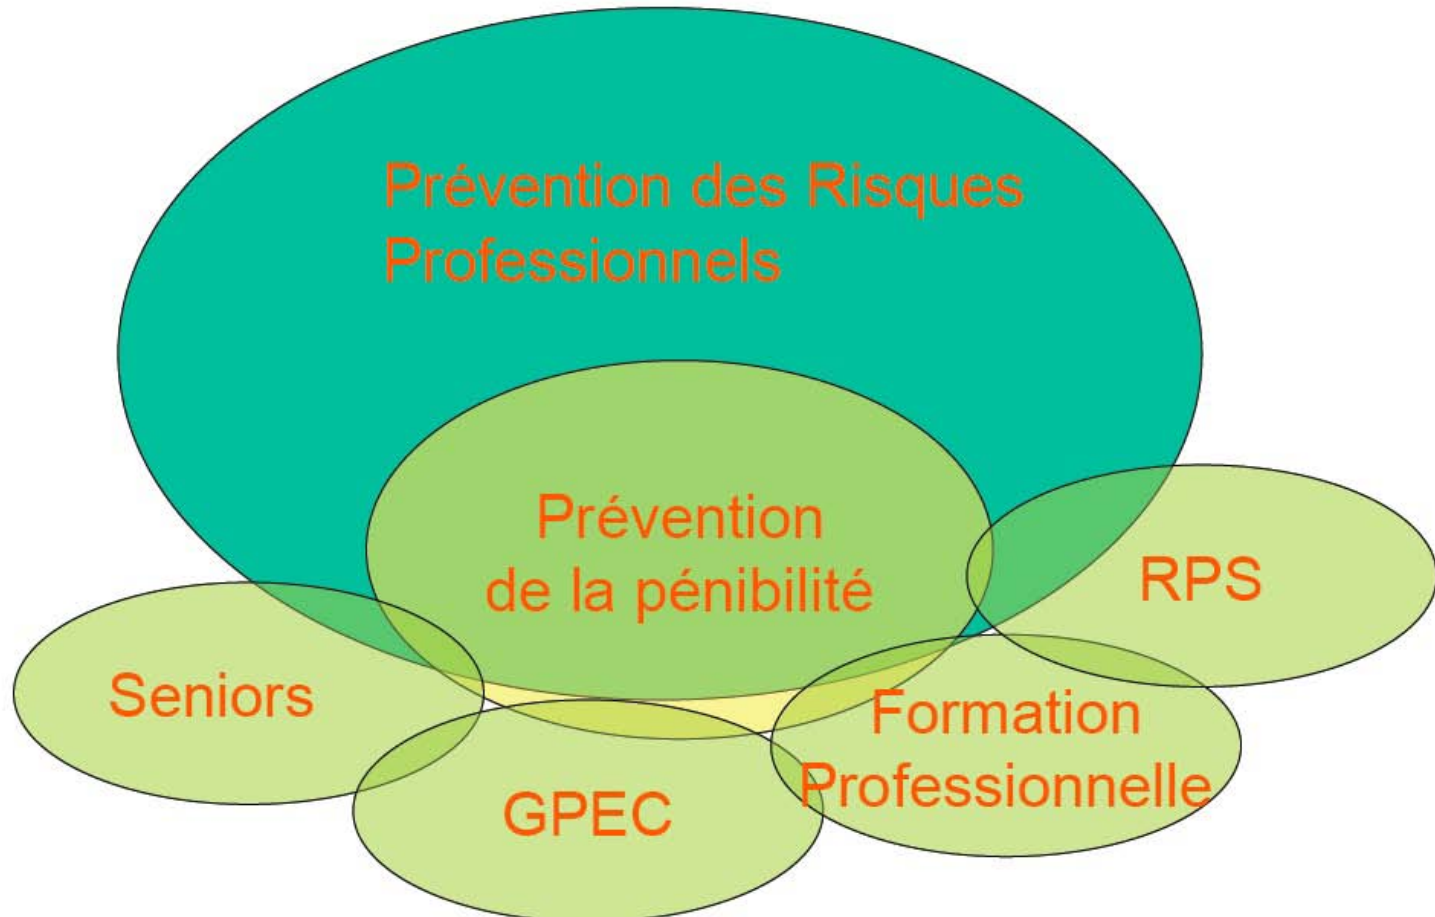 Prévention des Risques
Professionnels
Prévention
de la pénibilité
RPS
Seniors
Formation
Professionnelle
GPEC